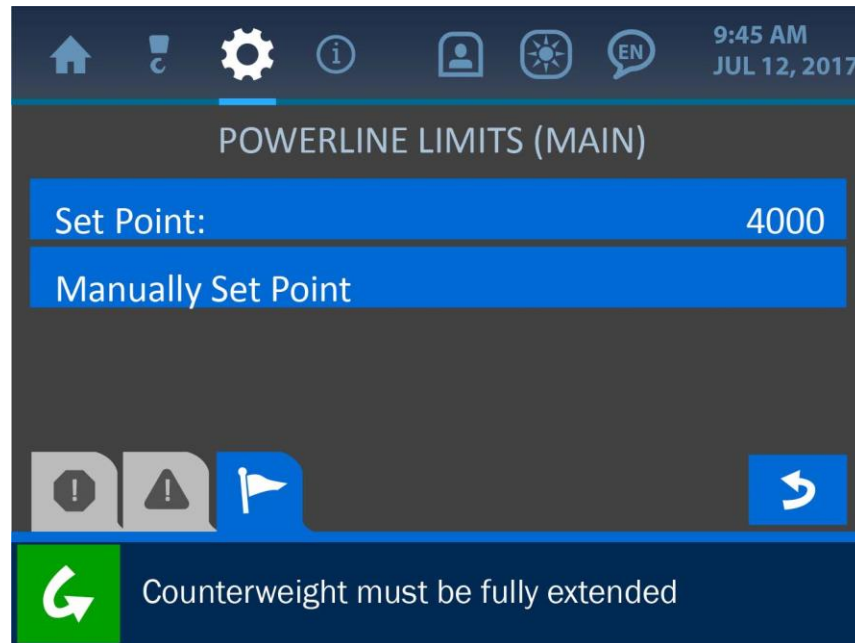 EN
9:45 AM
JUL 12, 2017
POWERLINE LIMITS (MAIN)
Set Point: 4000
Manually Set Point
Counterweight must be fully extended